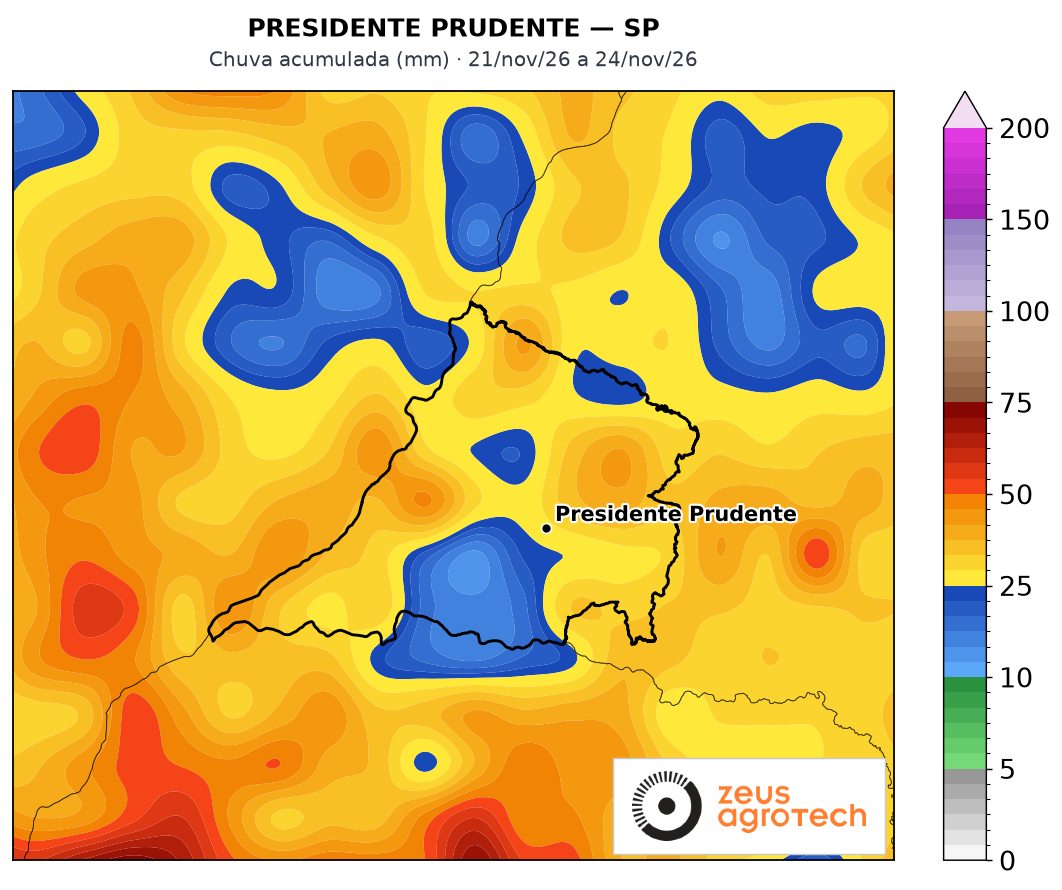 PRESIDENTE PRUDENTE — SP
Chuva acumulada (mm) · 21/nov/26 a 24/nov/26
200
150
100
75
50
25
10
5
0
Presidente Prudente
zeus
agrotech